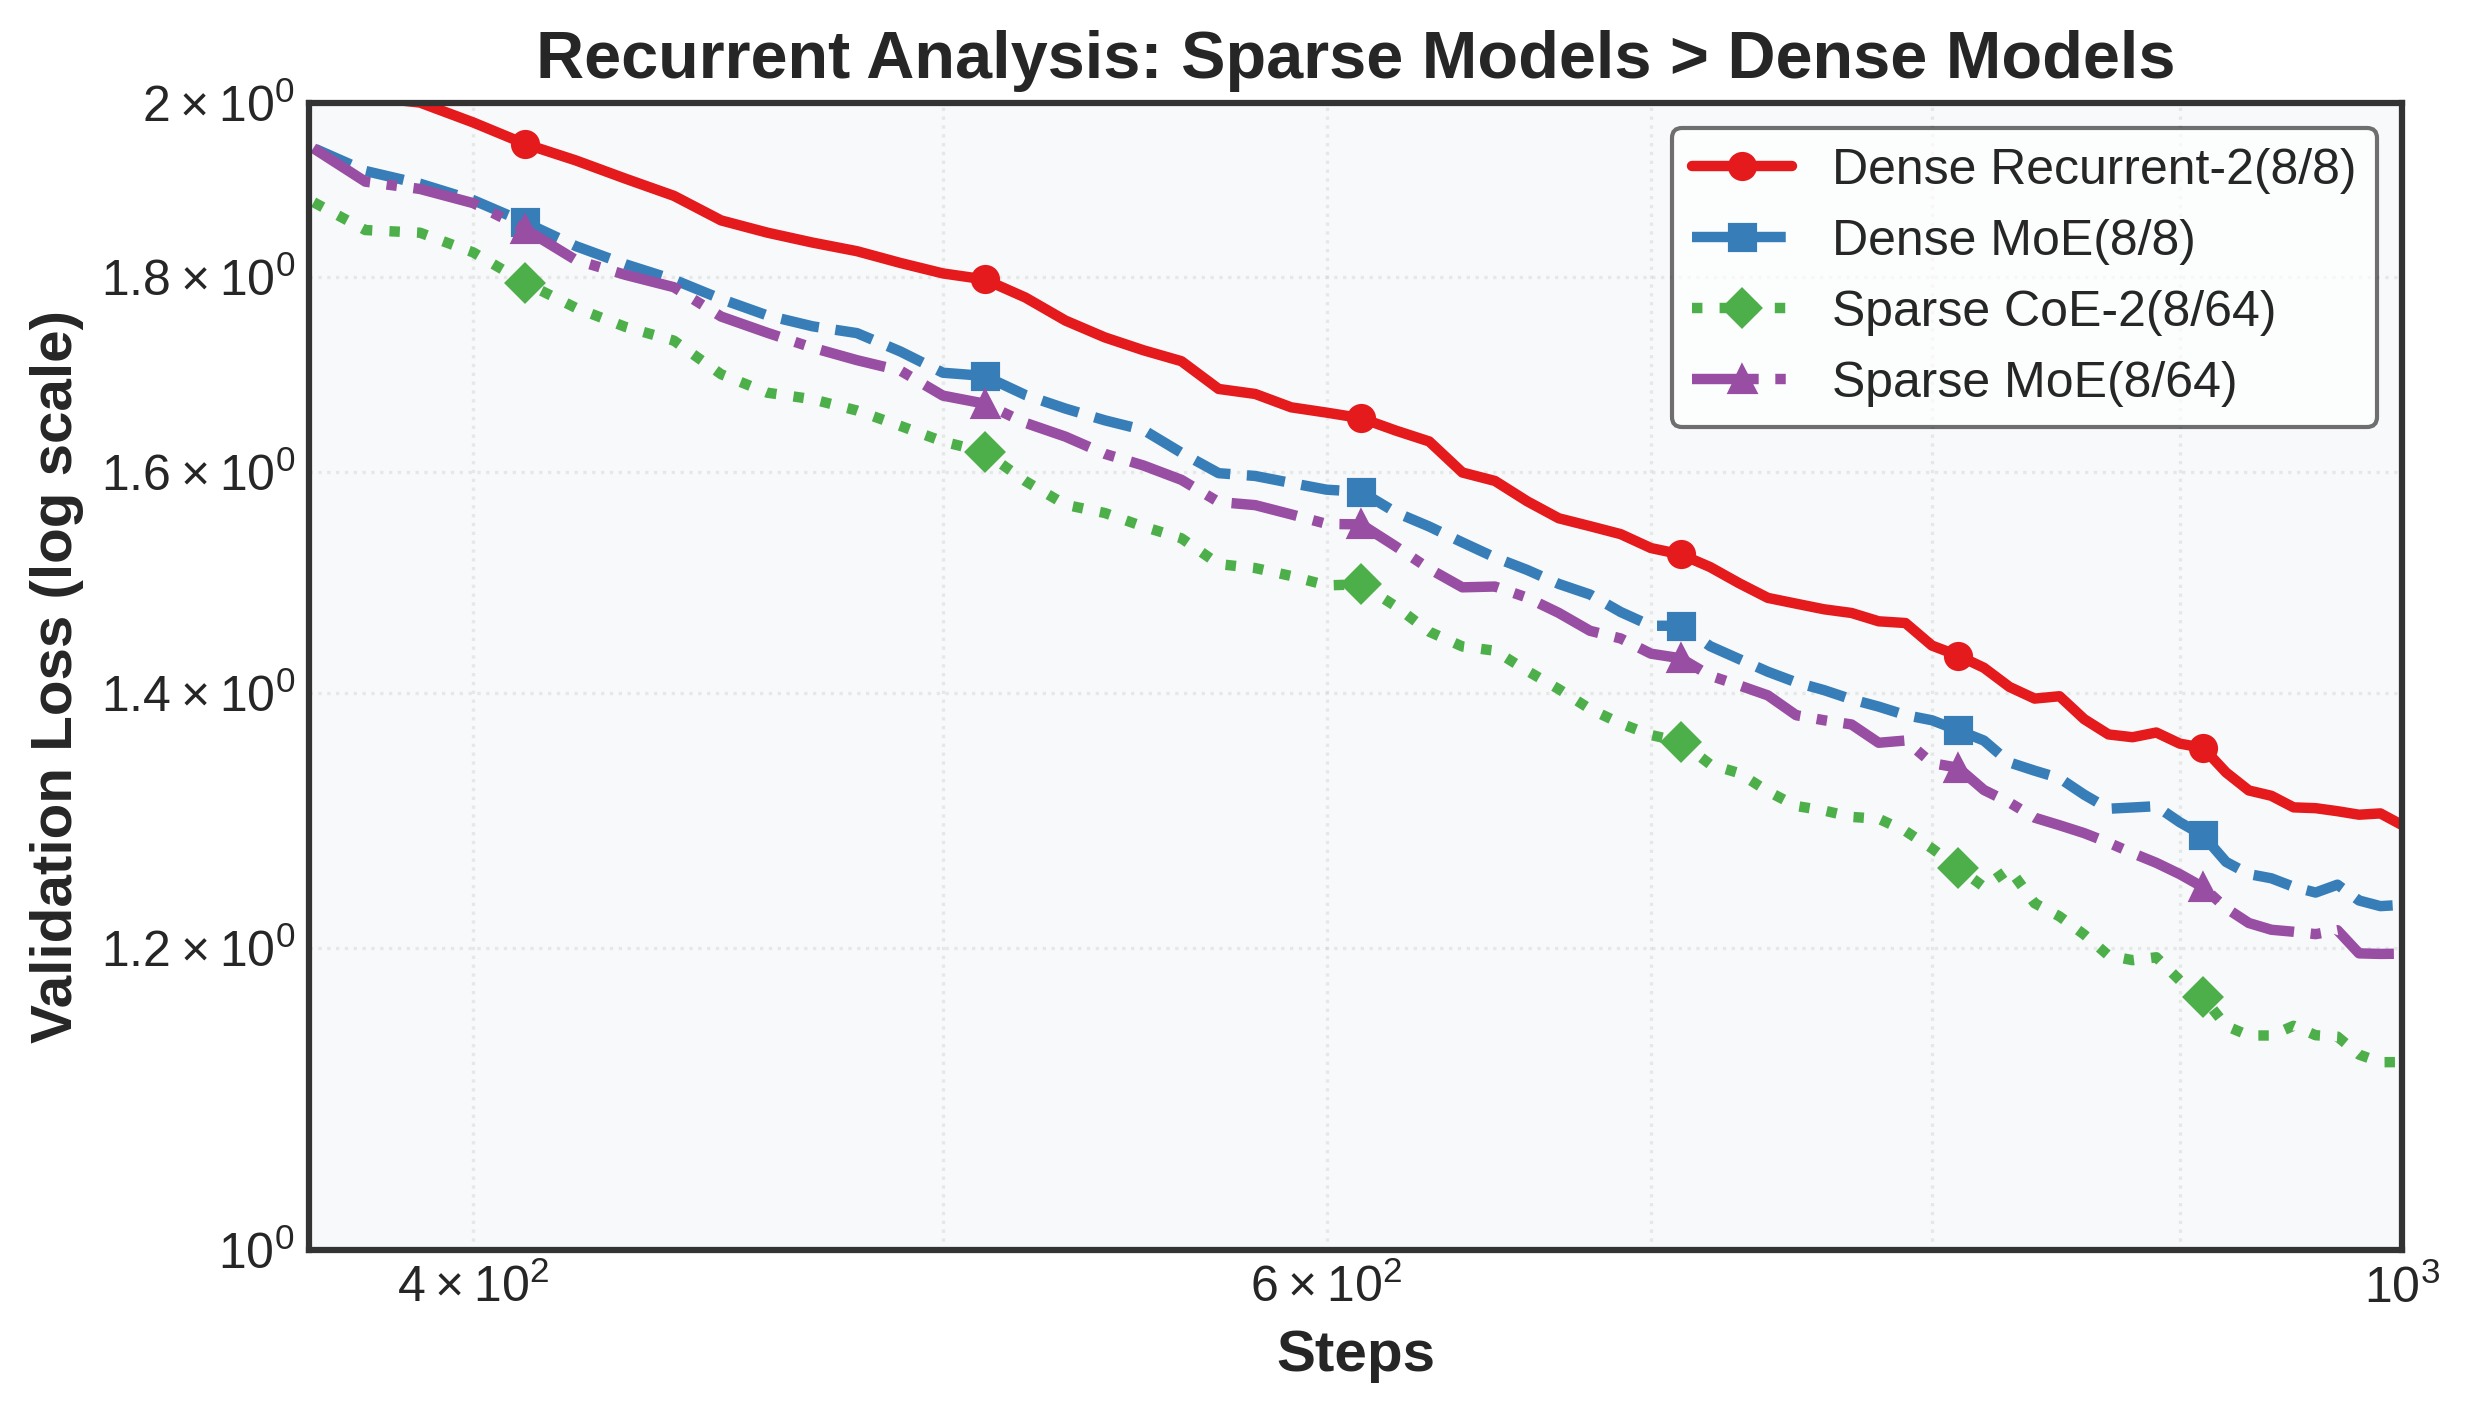 Recurrent Analysis: Sparse Models > Dense Models
Validation Loss (log scale)
2 × 10⁰
1.8 × 10⁰
1.6 × 10⁰
1.4 × 10⁰
1.2 × 10⁰
10⁰
Dense Recurrent-2(8/8)
Dense MoE(8/8)
Sparse CoE-2(8/64)
Sparse MoE(8/64)
4 × 10²
6 × 10²
10³
Steps